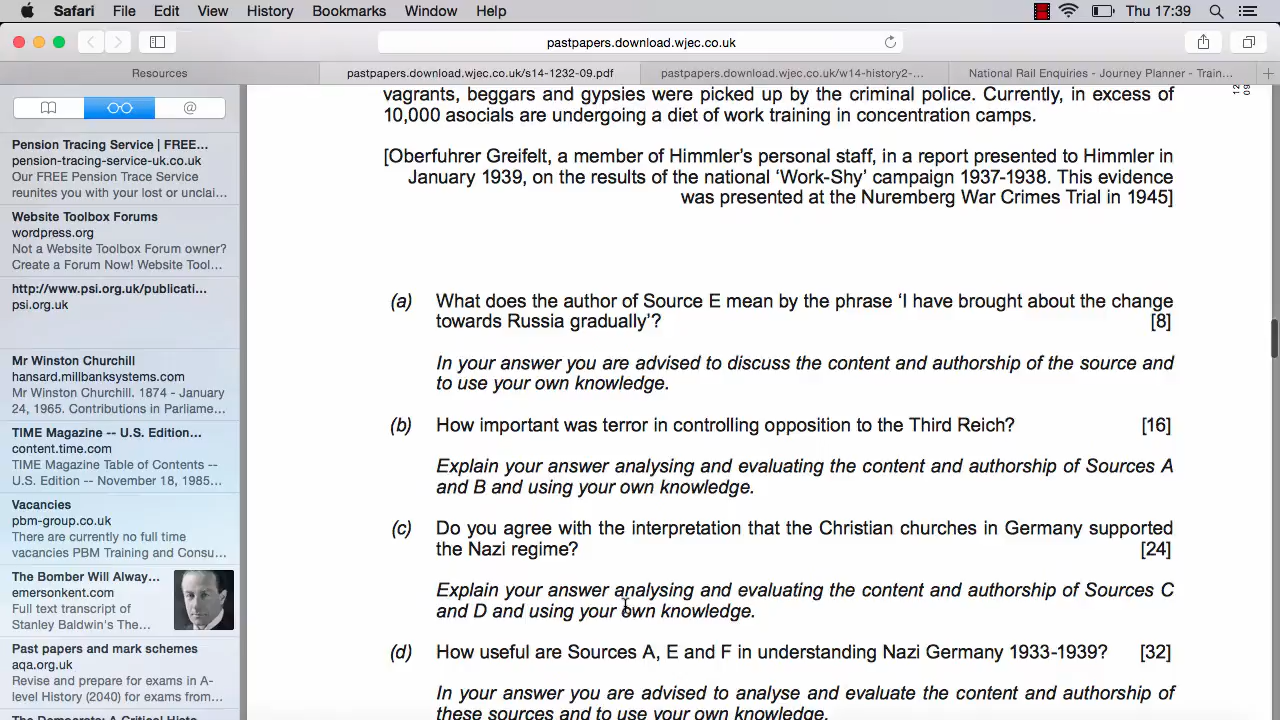 Safari File Edit View History Bookmarks Window Help Thu 17:39
pastpapers.download.wjec.co.uk
Resources pastpapers.download.wjec.co.uk/s14-1232-09.pdf pastpapers.download.wjec.co.uk/w14-history2-... National Rail Enquiries - Journey Planner - Train...
Pension Tracing Service | FREE...
pension-tracing-service-uk.co.uk
Our FREE Pension Trace Service
reunites you with your lost or unclai...
Website Toolbox Forums
wordpress.org
Not a Website Toolbox Forum owner?
Create a Forum Now! Website Tool...
http://www.psi.org.uk/publicati...
psi.org.uk
Mr Winston Churchill
hansard.millbanksystems.com
Mr Winston Churchill. 1874 - January
24, 1965. Contributions in Parliame...
TIME Magazine -- U.S. Edition...
content.time.com
TIME Magazine Table of Contents --
U.S. Edition -- November 18, 1985...
Vacancies
pbm-group.co.uk
There are currently no full time
vacancies PBM Training and Consu...
The Bomber Will Alway...
emersonkent.com
Full text transcript of
Stanley Baldwin's The...
Past papers and mark schemes
aqa.org.uk
Revise and prepare for exams in A-
level History (2040) for exams from...
The Democrats: A Critical Histo...
vagrants, beggars and gypsies were picked up by the criminal police. Currently, in excess of
10,000 asocials are undergoing a diet of work training in concentration camps.
[Oberfuhrer Greifelt, a member of Himmler's personal staff, in a report presented to Himmler in
January 1939, on the results of the national 'Work-Shy' campaign 1937-1938. This evidence
was presented at the Nuremberg War Crimes Trial in 1945]
(a) What does the author of Source E mean by the phrase 'I have brought about the change
towards Russia gradually'? [8]
In your answer you are advised to discuss the content and authorship of the source and
to use your own knowledge.
(b) How important was terror in controlling opposition to the Third Reich? [16]
Explain your answer analysing and evaluating the content and authorship of Sources A
and B and using your own knowledge.
(c) Do you agree with the interpretation that the Christian churches in Germany supported
the Nazi regime? [24]
Explain your answer analysing and evaluating the content and authorship of Sources C
and D and using your own knowledge.
(d) How useful are Sources A, E and F in understanding Nazi Germany 1933-1939? [32]
In your answer you are advised to analyse and evaluate the content and authorship of
these sources and to use your own knowledge.